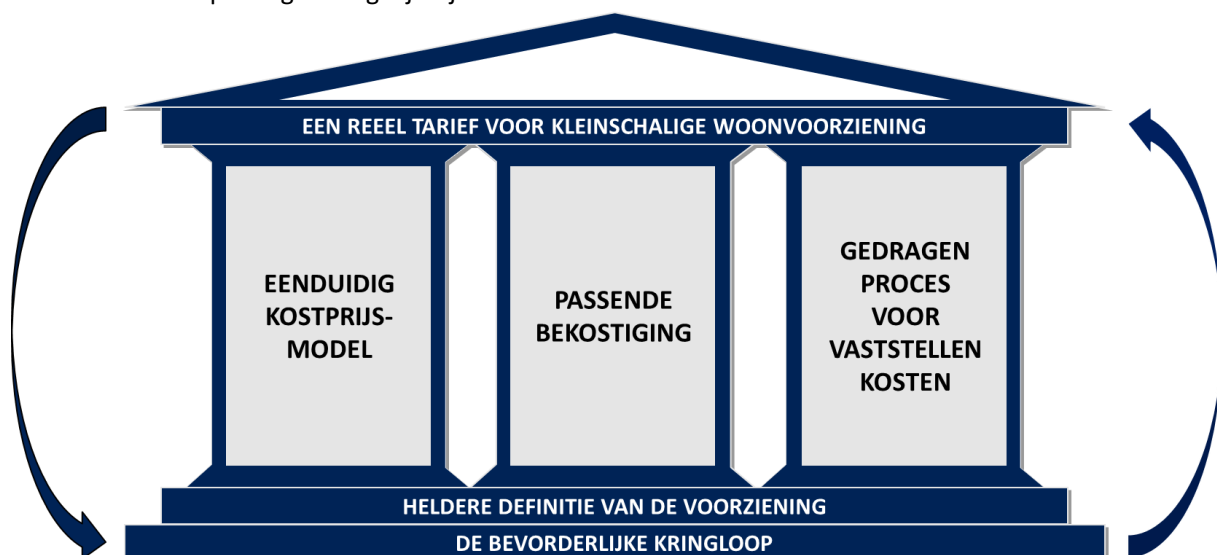 EEN REEEL TARIEF VOOR KLEINSCHALIGE WOONVOORZIENING
EENDUIDIG
KOSTPRIJS-
MODEL
PASSENDE
BEKOSTIGING
GEDRAGEN
PROCES
VOOR
VASTSTELLEN
KOSTEN
HELDERE DEFINITIE VAN DE VOORZIENING
DE BEVORDERLIJKE KRINGLOOP